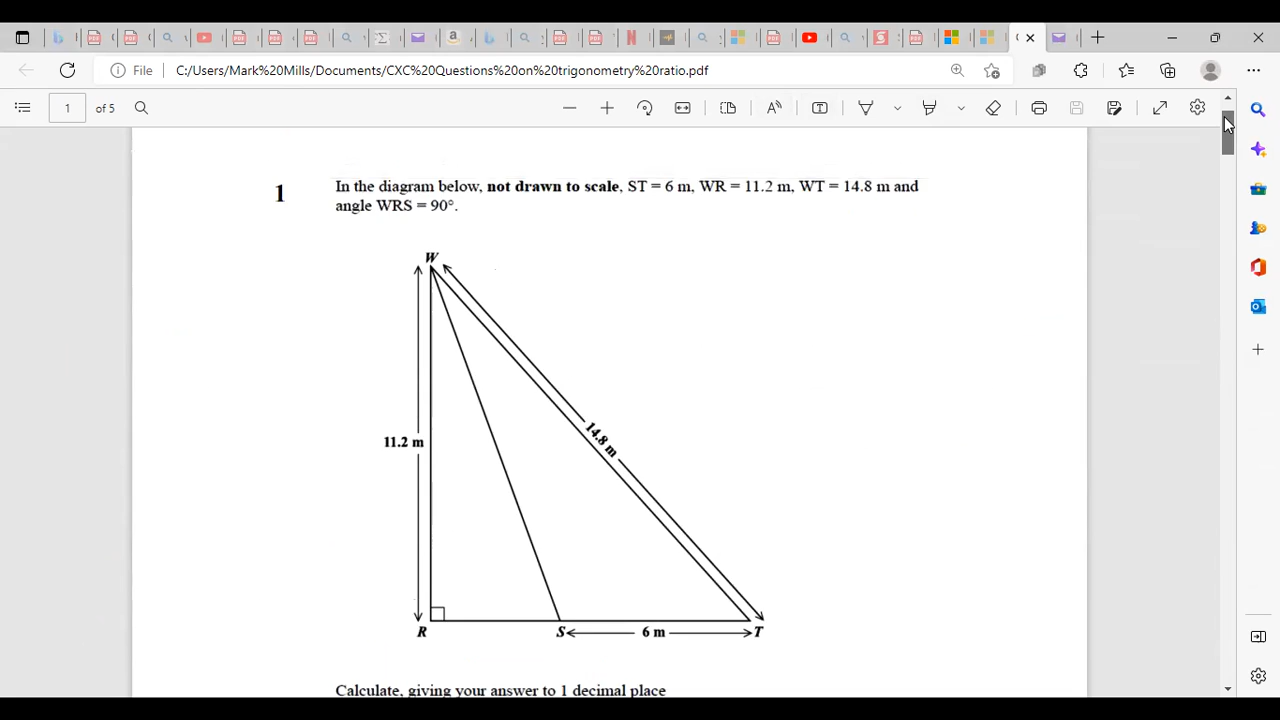 File
C:/Users/Mark%20Mills/Documents/CXC%20Questions%20on%20trigonometry%20ratio.pdf
1
of 5
1
In the diagram below, not drawn to scale, ST = 6 m, WR = 11.2 m, WT = 14.8 m and
angle WRS = 90°.
W
14.8 m
11.2 m
R
S
6 m
T
Calculate, giving your answer to 1 decimal place